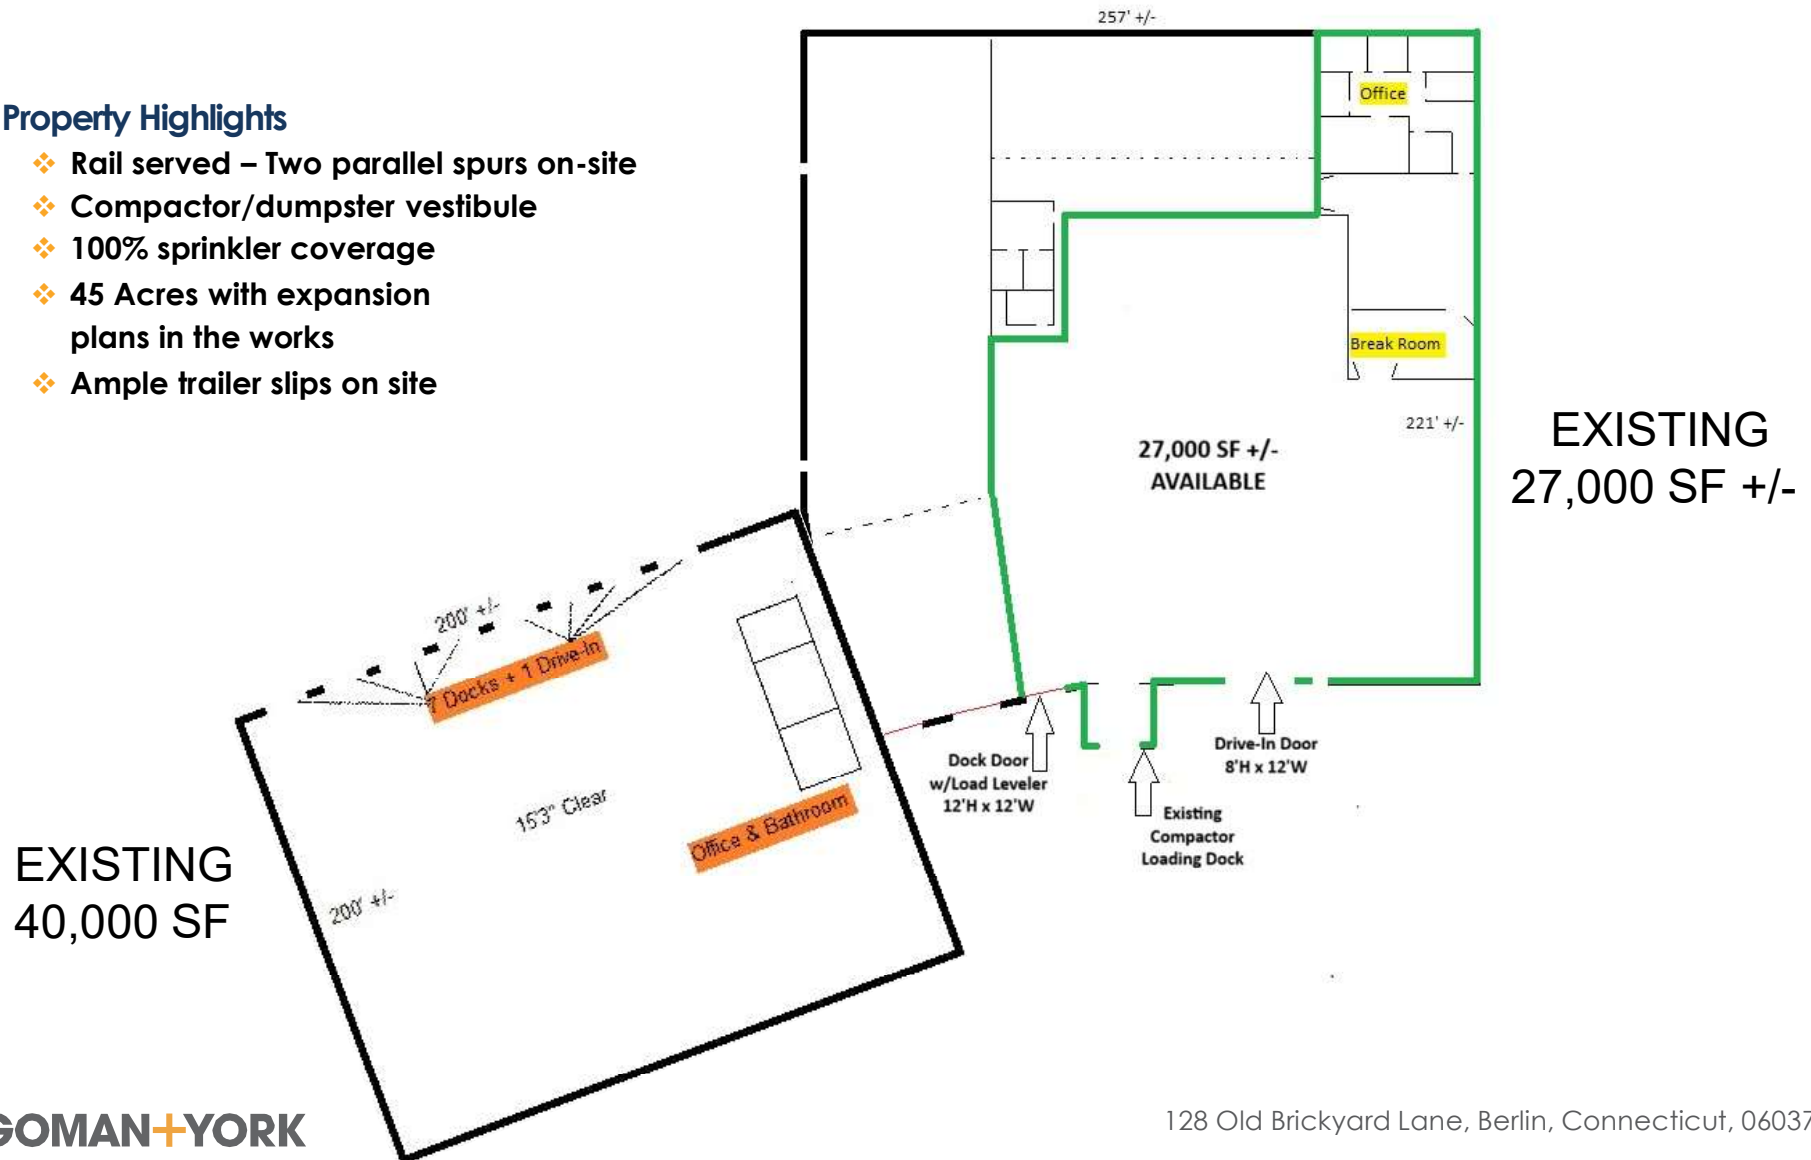 257' +/-
Property Highlights
Rail served – Two parallel spurs on-site
Compactor/dumpster vestibule
100% sprinkler coverage
45 Acres with expansion
plans in the works
Ample trailer slips on site
Office
Break Room
221' +/-
27,000 SF +/-
AVAILABLE
EXISTING
27,000 SF +/-
200' +/-
7 Docks + 1 Drive-In
15'3" Clear
Office & Bathroom
200' +/-
EXISTING
40,000 SF
Dock Door
w/Load Leveler
12'H x 12'W
Existing
Compactor
Loading Dock
Drive-In Door
8'H x 12'W
GOMAN+YORK
128 Old Brickyard Lane, Berlin, Connecticut, 06037